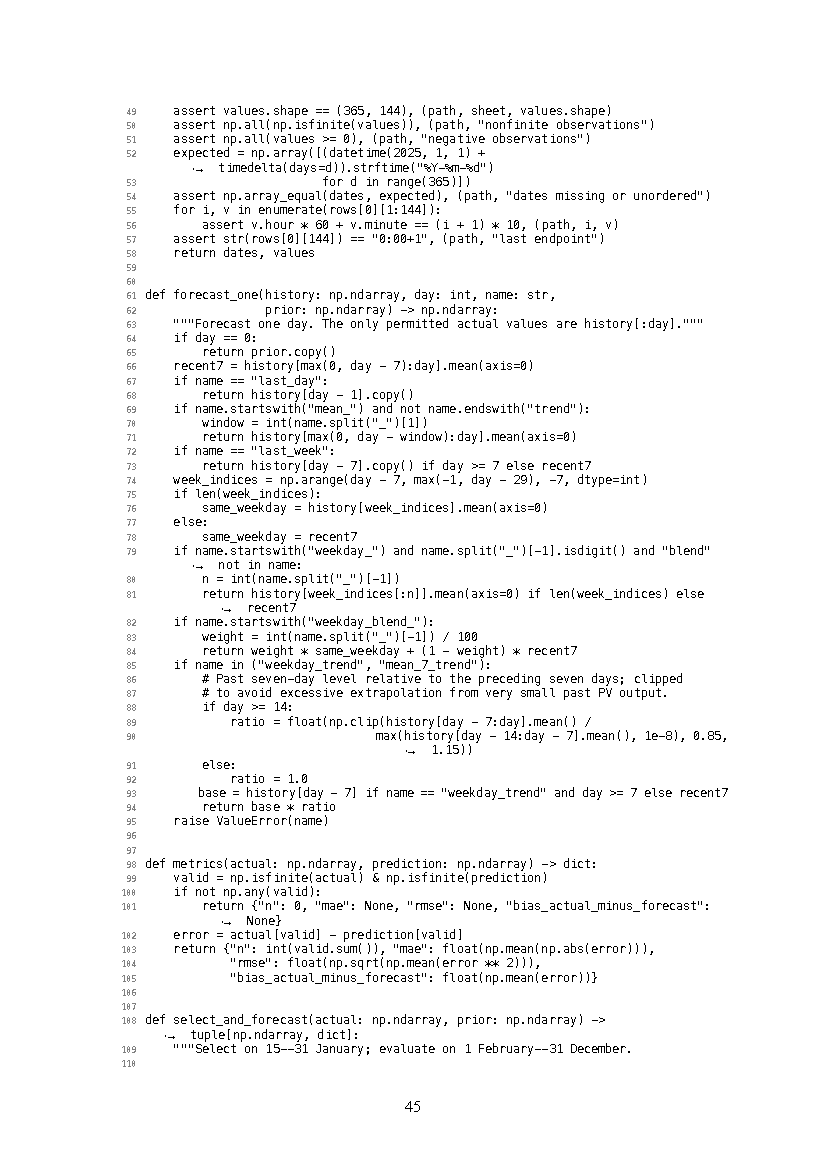 49 assert values.shape == (365, 144), (path, sheet, values.shape)
50 assert np.all(np.isfinite(values)), (path, "nonfinite observations")
51 assert np.all(values >= 0), (path, "negative observations")
52 expected = np.array([(datetime(2025, 1, 1) +
↪ timedelta(days=d)).strftime("%Y-%m-%d")
53 for d in range(365)])
54 assert np.array_equal(dates, expected), (path, "dates missing or unordered")
55 for i, v in enumerate(rows[0][1:144]):
56 assert v.hour * 60 + v.minute == (i + 1) * 10, (path, i, v)
57 assert str(rows[0][144]) == "0:00+1", (path, "last endpoint")
58 return dates, values
59
60
61 def forecast_one(history: np.ndarray, day: int, name: str,
62 prior: np.ndarray) -> np.ndarray:
63 """Forecast one day. The only permitted actual values are history[:day]."""
64 if day == 0:
65 return prior.copy()
66 recent7 = history[max(0, day - 7):day].mean(axis=0)
67 if name == "last_day":
68 return history[day - 1].copy()
69 if name.startswith("mean_") and not name.endswith("trend"):
70 window = int(name.split("_")[1])
71 return history[max(0, day - window):day].mean(axis=0)
72 if name == "last_week":
73 return history[day - 7].copy() if day >= 7 else recent7
74 week_indices = np.arange(day - 7, max(-1, day - 29), -7, dtype=int)
75 if len(week_indices):
76 same_weekday = history[week_indices].mean(axis=0)
77 else:
78 same_weekday = recent7
79 if name.startswith("weekday_") and name.split("_")[-1].isdigit() and "blend"
↪ not in name:
80 n = int(name.split("_")[-1])
81 return history[week_indices[:n]].mean(axis=0) if len(week_indices) else
↪ recent7
82 if name.startswith("weekday_blend_"):
83 weight = int(name.split("_")[-1]) / 100
84 return weight * same_weekday + (1 - weight) * recent7
85 if name in ("weekday_trend", "mean_7_trend"):
86 # Past seven-day level relative to the preceding seven days; clipped
87 # to avoid excessive extrapolation from very small past PV output.
88 if day >= 14:
89 ratio = float(np.clip(history[day - 7:day].mean() /
90 max(history[day - 14:day - 7].mean(), 1e-8), 0.85,
↪ 1.15))
91 else:
92 ratio = 1.0
93 base = history[day - 7] if name == "weekday_trend" and day >= 7 else recent7
94 return base * ratio
95 raise ValueError(name)
96
97
98 def metrics(actual: np.ndarray, prediction: np.ndarray) -> dict:
99 valid = np.isfinite(actual) & np.isfinite(prediction)
100 if not np.any(valid):
101 return {"n": 0, "mae": None, "rmse": None, "bias_actual_minus_forecast":
↪ None}
102 error = actual[valid] - prediction[valid]
103 return {"n": int(valid.sum()), "mae": float(np.mean(np.abs(error))),
104 "rmse": float(np.sqrt(np.mean(error ** 2))),
105 "bias_actual_minus_forecast": float(np.mean(error))}
106
107
108 def select_and_forecast(actual: np.ndarray, prior: np.ndarray) ->
↪ tuple[np.ndarray, dict]:
109 """Select on 15--31 January; evaluate on 1 February--31 December.
110
45